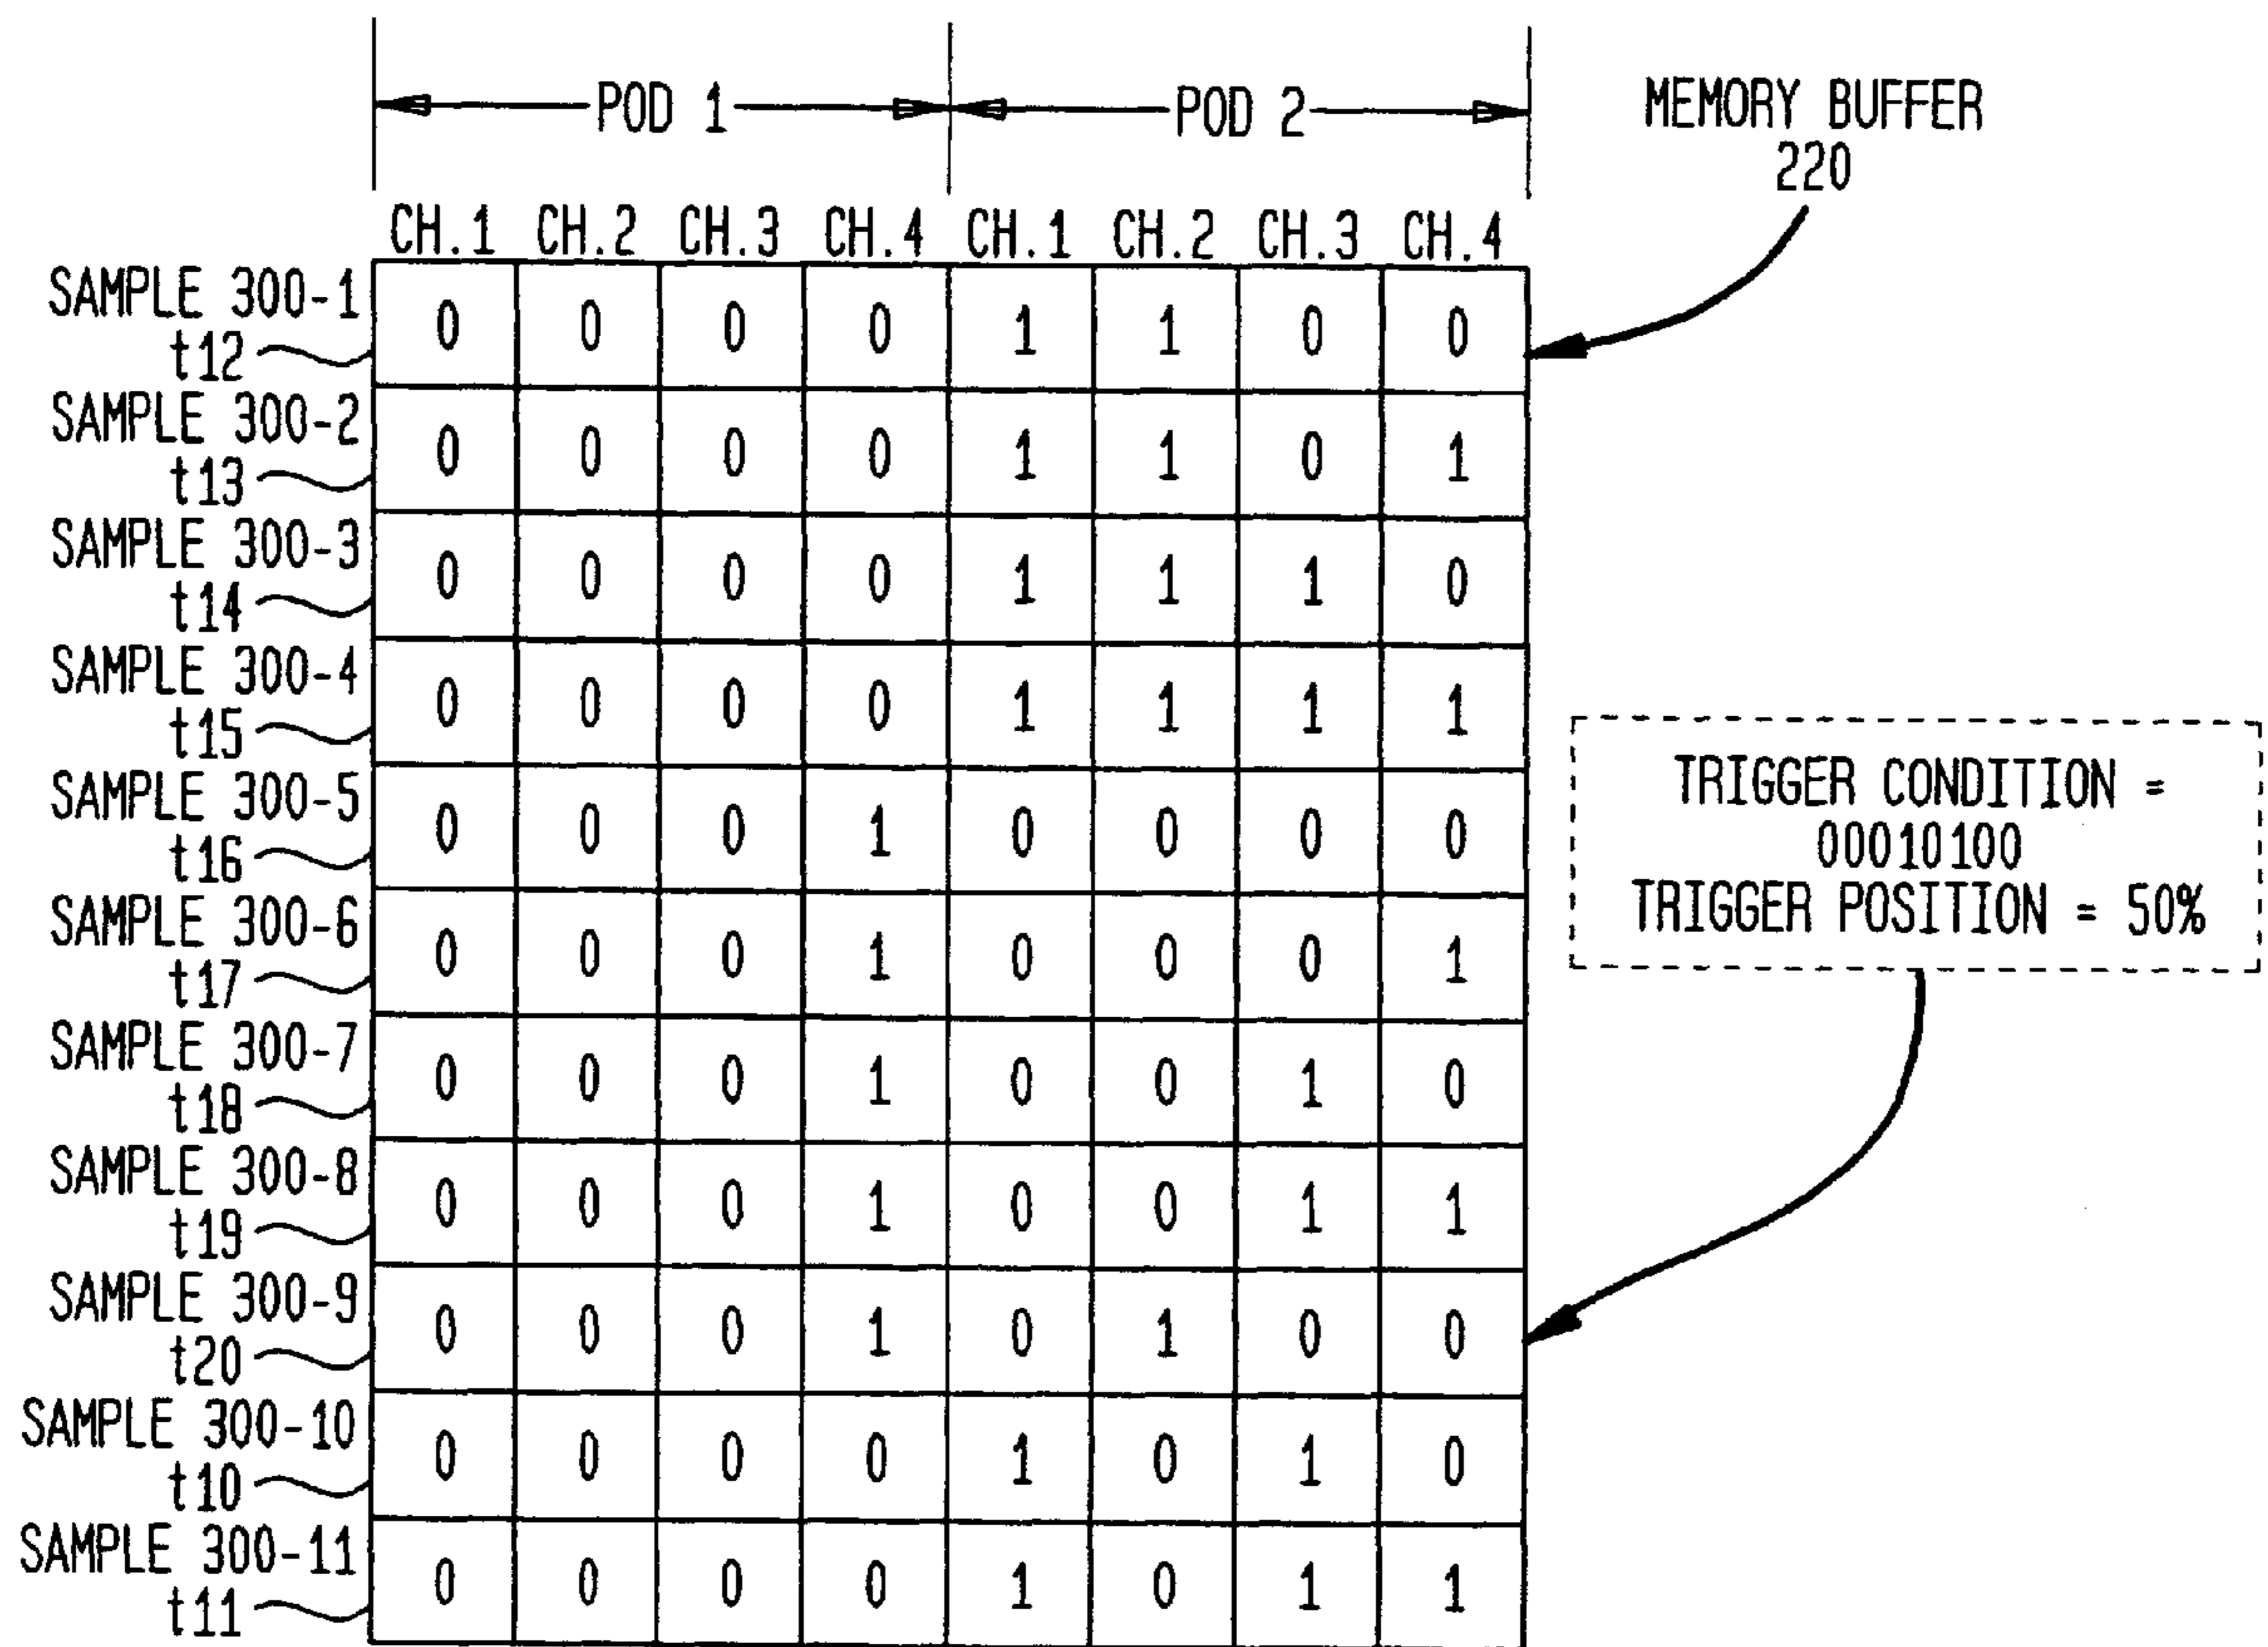 POD 1 POD 2
MEMORY BUFFER
220
CH.1 CH.2 CH.3 CH.4 CH.1 CH.2 CH.3 CH.4
SAMPLE 300-1
t12
0 0 0 0 1 1 0 0
SAMPLE 300-2
t13
0 0 0 0 1 1 0 1
SAMPLE 300-3
t14
0 0 0 0 1 1 1 0
SAMPLE 300-4
t15
0 0 0 0 1 1 1 1
SAMPLE 300-5
t16
0 0 0 1 0 0 0 0
SAMPLE 300-6
t17
0 0 0 1 0 0 0 1
SAMPLE 300-7
t18
0 0 0 1 0 0 1 0
SAMPLE 300-8
t19
0 0 0 1 0 0 1 1
SAMPLE 300-9
t20
0 0 0 1 0 1 0 0
SAMPLE 300-10
t10
0 0 0 0 1 0 1 0
SAMPLE 300-11
t11
0 0 0 0 1 0 1 1
TRIGGER CONDITION =
00010100
TRIGGER POSITION = 50%